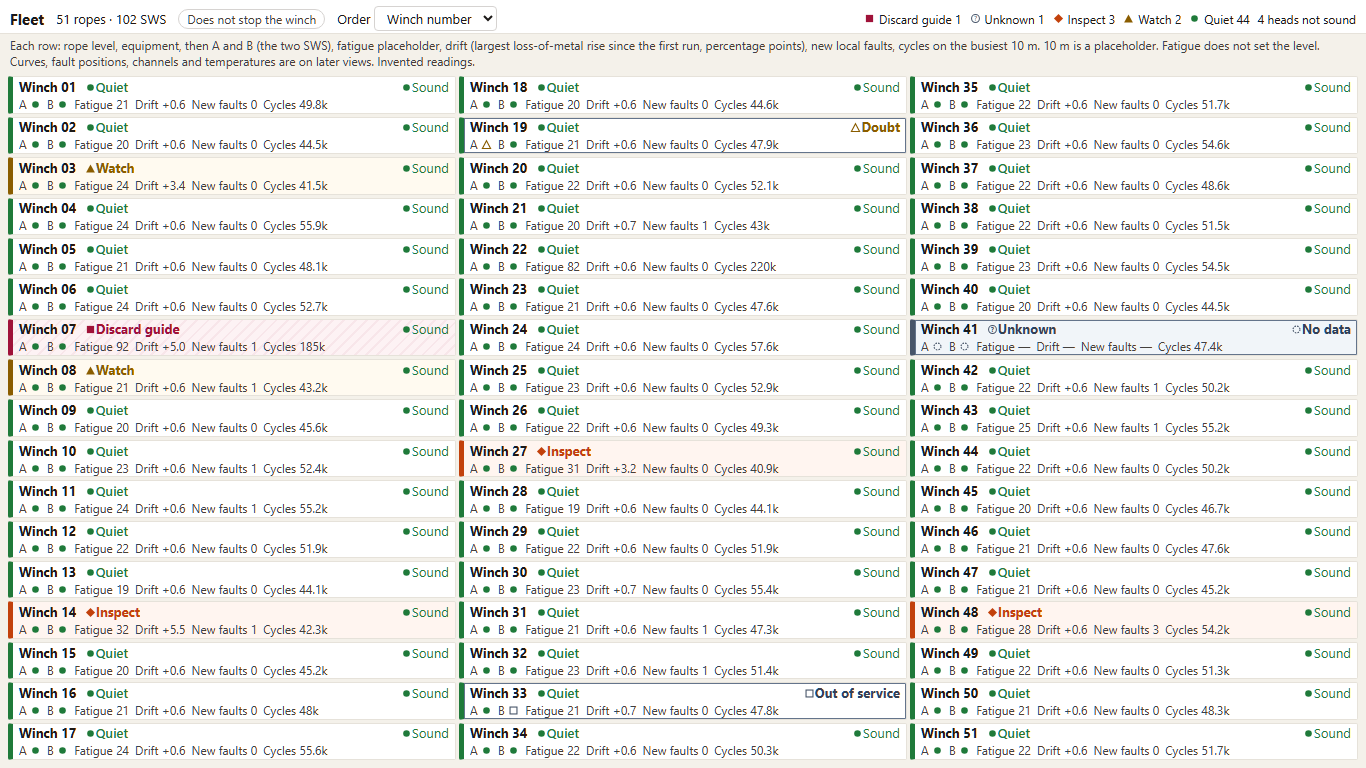 Fleet 51 ropes · 102 SWS Does not stop the winch Order Winch number Discard guide 1 Unknown 1 Inspect 3 Watch 2 Quiet 44 4 heads not sound
Each row: rope level, equipment, then A and B (the two SWS), fatigue placeholder, drift (largest loss-of-metal rise since the first run, percentage points), new local faults, cycles on the busiest 10 m. 10 m is a placeholder. Fatigue does not set the level.
Curves, fault positions, channels and temperatures are on later views. Invented readings.
Winch 01 Quiet Sound
A B Fatigue 21 Drift +0.6 New faults 0 Cycles 49.8k
Winch 02 Quiet Sound
A B Fatigue 20 Drift +0.6 New faults 0 Cycles 44.5k
Winch 03 Watch Sound
A B Fatigue 24 Drift +3.4 New faults 0 Cycles 41.5k
Winch 04 Quiet Sound
A B Fatigue 24 Drift +0.6 New faults 0 Cycles 55.9k
Winch 05 Quiet Sound
A B Fatigue 21 Drift +0.6 New faults 0 Cycles 48.1k
Winch 06 Quiet Sound
A B Fatigue 24 Drift +0.6 New faults 0 Cycles 52.7k
Winch 07 Discard guide Sound
A B Fatigue 92 Drift +5.0 New faults 1 Cycles 185k
Winch 08 Watch Sound
A B Fatigue 21 Drift +0.6 New faults 1 Cycles 43.2k
Winch 09 Quiet Sound
A B Fatigue 20 Drift +0.6 New faults 0 Cycles 45.6k
Winch 10 Quiet Sound
A B Fatigue 23 Drift +0.6 New faults 1 Cycles 52.4k
Winch 11 Quiet Sound
A B Fatigue 24 Drift +0.6 New faults 1 Cycles 55.2k
Winch 12 Quiet Sound
A B Fatigue 22 Drift +0.6 New faults 0 Cycles 51.9k
Winch 13 Quiet Sound
A B Fatigue 19 Drift +0.6 New faults 0 Cycles 44.1k
Winch 14 Inspect Sound
A B Fatigue 32 Drift +5.5 New faults 1 Cycles 42.3k
Winch 15 Quiet Sound
A B Fatigue 20 Drift +0.6 New faults 0 Cycles 45.2k
Winch 16 Quiet Sound
A B Fatigue 21 Drift +0.6 New faults 0 Cycles 48k
Winch 17 Quiet Sound
A B Fatigue 24 Drift +0.6 New faults 0 Cycles 55.6k
Winch 18 Quiet Sound
A B Fatigue 20 Drift +0.6 New faults 0 Cycles 44.6k
Winch 19 Quiet Doubt
A B Fatigue 21 Drift +0.6 New faults 0 Cycles 47.9k
Winch 20 Quiet Sound
A B Fatigue 22 Drift +0.6 New faults 0 Cycles 52.1k
Winch 21 Quiet Sound
A B Fatigue 20 Drift +0.7 New faults 1 Cycles 43k
Winch 22 Quiet Sound
A B Fatigue 82 Drift +0.6 New faults 0 Cycles 220k
Winch 23 Quiet Sound
A B Fatigue 21 Drift +0.6 New faults 0 Cycles 47.6k
Winch 24 Quiet Sound
A B Fatigue 24 Drift +0.6 New faults 0 Cycles 57.6k
Winch 25 Quiet Sound
A B Fatigue 23 Drift +0.6 New faults 0 Cycles 52.9k
Winch 26 Quiet Sound
A B Fatigue 22 Drift +0.6 New faults 0 Cycles 49.3k
Winch 27 Inspect Sound
A B Fatigue 31 Drift +3.2 New faults 0 Cycles 40.9k
Winch 28 Quiet Sound
A B Fatigue 19 Drift +0.6 New faults 0 Cycles 44.1k
Winch 29 Quiet Sound
A B Fatigue 22 Drift +0.6 New faults 0 Cycles 51.9k
Winch 30 Quiet Sound
A B Fatigue 23 Drift +0.7 New faults 0 Cycles 55.4k
Winch 31 Quiet Sound
A B Fatigue 21 Drift +0.6 New faults 1 Cycles 47.3k
Winch 32 Quiet Sound
A B Fatigue 23 Drift +0.6 New faults 1 Cycles 51.4k
Winch 33 Quiet Out of service
A B Fatigue 21 Drift +0.7 New faults 0 Cycles 47.8k
Winch 34 Quiet Sound
A B Fatigue 22 Drift +0.6 New faults 0 Cycles 50.3k
Winch 35 Quiet Sound
A B Fatigue 22 Drift +0.6 New faults 0 Cycles 51.7k
Winch 36 Quiet Sound
A B Fatigue 23 Drift +0.6 New faults 0 Cycles 54.6k
Winch 37 Quiet Sound
A B Fatigue 22 Drift +0.6 New faults 0 Cycles 48.6k
Winch 38 Quiet Sound
A B Fatigue 22 Drift +0.6 New faults 0 Cycles 51.5k
Winch 39 Quiet Sound
A B Fatigue 23 Drift +0.6 New faults 0 Cycles 54.5k
Winch 40 Quiet Sound
A B Fatigue 20 Drift +0.6 New faults 0 Cycles 44.5k
Winch 41 Unknown No data
A B Fatigue — Drift — New faults — Cycles 47.4k
Winch 42 Quiet Sound
A B Fatigue 22 Drift +0.6 New faults 1 Cycles 50.2k
Winch 43 Quiet Sound
A B Fatigue 25 Drift +0.6 New faults 1 Cycles 55.2k
Winch 44 Quiet Sound
A B Fatigue 22 Drift +0.6 New faults 0 Cycles 50.2k
Winch 45 Quiet Sound
A B Fatigue 20 Drift +0.6 New faults 0 Cycles 46.7k
Winch 46 Quiet Sound
A B Fatigue 21 Drift +0.6 New faults 0 Cycles 47.6k
Winch 47 Quiet Sound
A B Fatigue 21 Drift +0.6 New faults 0 Cycles 45.2k
Winch 48 Inspect Sound
A B Fatigue 28 Drift +0.6 New faults 3 Cycles 54.2k
Winch 49 Quiet Sound
A B Fatigue 22 Drift +0.6 New faults 0 Cycles 51.3k
Winch 50 Quiet Sound
A B Fatigue 21 Drift +0.6 New faults 0 Cycles 48.3k
Winch 51 Quiet Sound
A B Fatigue 22 Drift +0.6 New faults 0 Cycles 51.7k